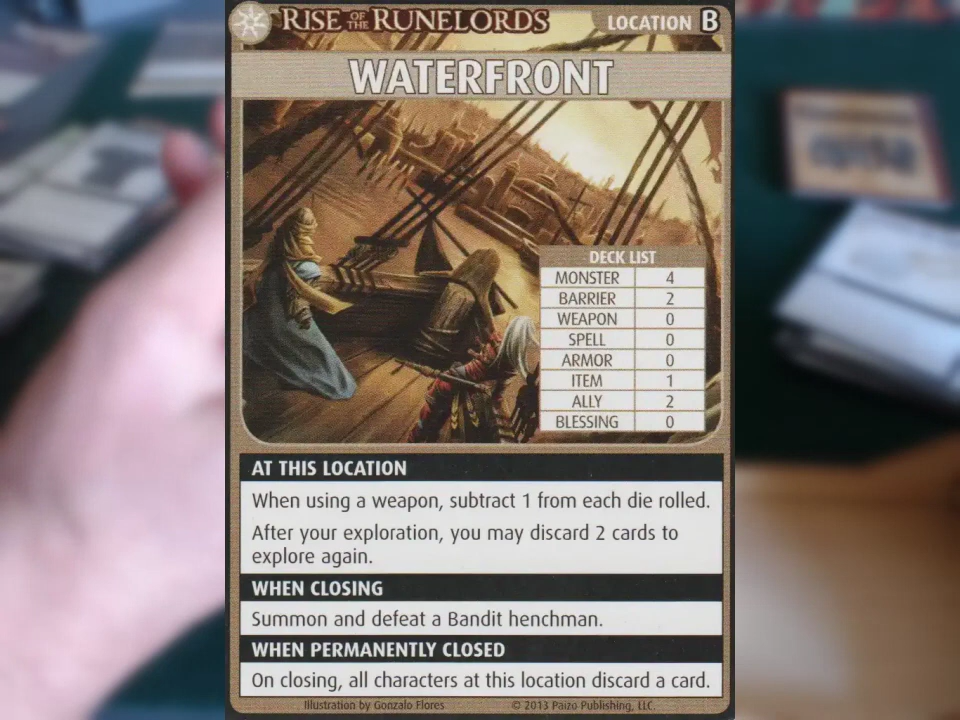 RISE OF THE RUNELORDS
LOCATION B
WATERFRONT
DECK LIST
MONSTER 4
BARRIER 2
WEAPON 0
SPELL 0
ARMOR 0
ITEM 1
ALLY 2
BLESSING 0
AT THIS LOCATION
When using a weapon, subtract 1 from each die rolled.
After your exploration, you may discard 2 cards to
explore again.
WHEN CLOSING
Summon and defeat a Bandit henchman.
WHEN PERMANENTLY CLOSED
On closing, all characters at this location discard a card.
Illustration by Gonzalo Flores © 2013 Paizo Publishing, LLC.